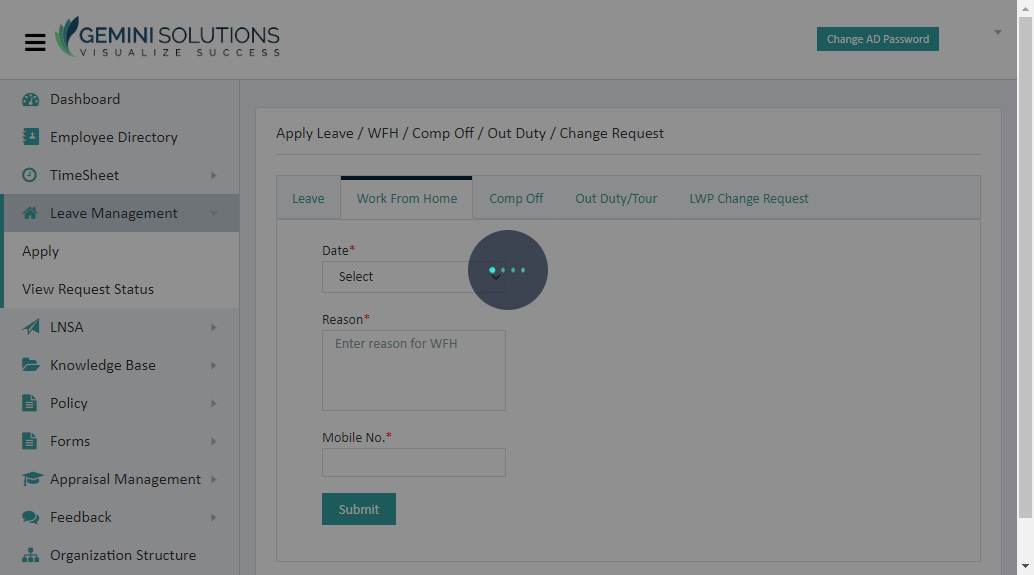 GEMINI SOLUTIONS
VISUALIZE SUCCESS
Change AD Password
Dashboard
Employee Directory
TimeSheet
Leave Management
Apply
View Request Status
LNSA
Knowledge Base
Policy
Forms
Appraisal Management
Feedback
Organization Structure
Apply Leave / WFH / Comp Off / Out Duty / Change Request
Leave Work From Home Comp Off Out Duty/Tour LWP Change Request
Date*
Select
Reason*
Enter reason for WFH
Mobile No.*
Submit